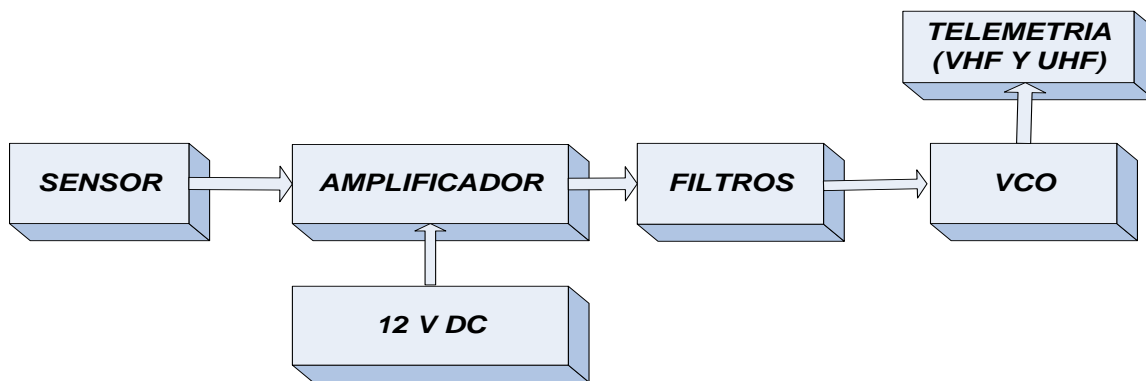 TELEMETRIA
(VHF Y UHF)
SENSOR
AMPLIFICADOR
FILTROS
VCO
12 V DC